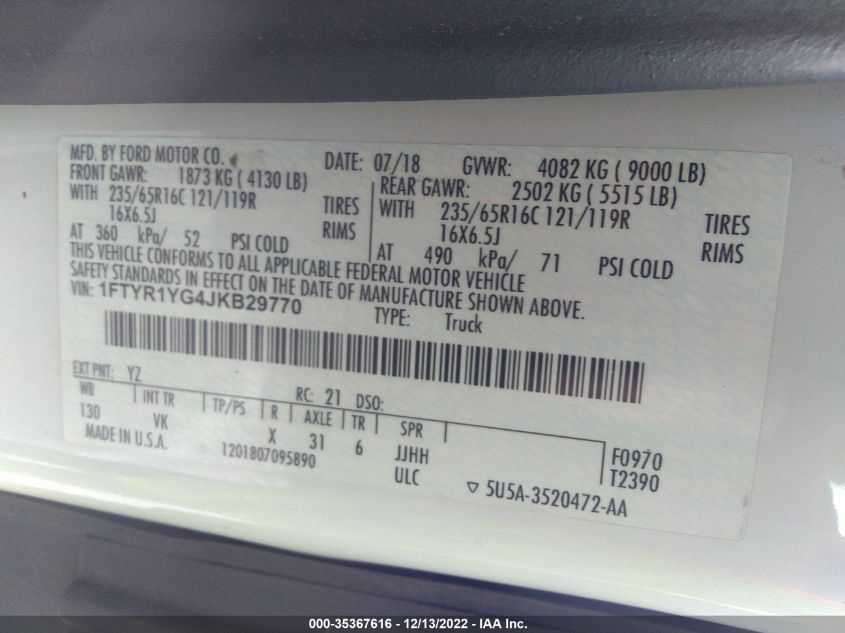 MFD. BY FORD MOTOR CO.
DATE: 07/18 GVWR: 4082 KG ( 9000 LB)
FRONT GAWR: 1873 KG ( 4130 LB)
WITH 235/65R16C 121/119R TIRES
16X6.5J RIMS
AT 360 kPa/ 52 PSI COLD
REAR GAWR: 2502 KG ( 5515 LB)
WITH 235/65R16C 121/119R TIRES
16X6.5J RIMS
AT 490 kPa/ 71 PSI COLD
THIS VEHICLE CONFORMS TO ALL APPLICABLE FEDERAL MOTOR VEHICLE
SAFETY STANDARDS IN EFFECT ON THE DATE OF MANUFACTURE SHOWN ABOVE.
VIN: 1FTYR1YG4JKB29770
TYPE: Truck
EXT PNT: YZ RC: 21 DSO:
WB INT TR TP/PS R AXLE TR SPR
130 VK X 31 6 JJHH F0970
MADE IN U.S.A. 1201807095890 ULC T2390
▽ 5U5A-3520472-AA
000-35367616 - 12/13/2022 - IAA Inc.